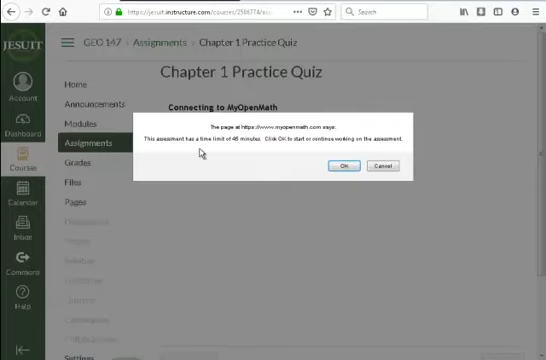 https://jesuit.instructure.com/courses/2506774/
Search
JESUIT
GEO 147 > Assignments > Chapter 1 Practice Quiz
Chapter 1 Practice Quiz
Connecting to MyOpenMath
The page at https://www.myopenmath.com says:
This assessment has a time limit of 45 minutes. Click OK to start or continue working on the assessment.
OK
Cancel
Account
Dashboard
Courses
Calendar
Inbox
Commons
Help
Home
Announcements
Modules
Assignments
Grades
Files
Pages
Settings